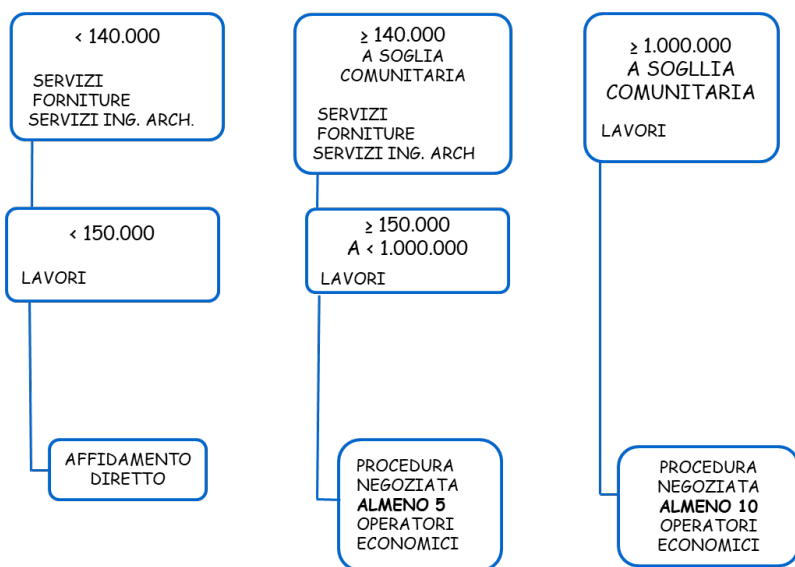 < 140.000
SERVIZI
FORNITURE
SERVIZI ING. ARCH.
< 150.000
LAVORI
AFFIDAMENTO
DIRETTO
≥ 140.000
A SOGLIA
COMUNITARIA
SERVIZI
FORNITURE
SERVIZI ING. ARCH
≥ 150.000
A < 1.000.000
LAVORI
PROCEDURA
NEGOZIATA
ALMENO 5
OPERATORI
ECONOMICI
≥ 1.000.000
A SOGLLIA
COMUNITARIA
LAVORI
PROCEDURA
NEGOZIATA
ALMENO 10
OPERATORI
ECONOMICI